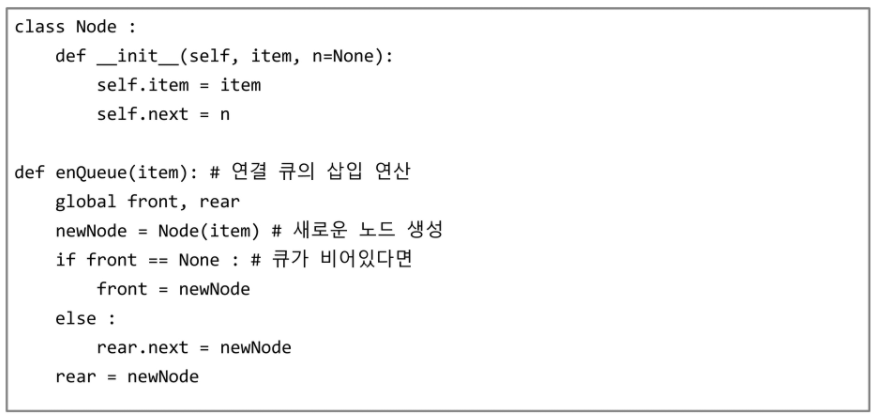 class Node :
    def __init__(self, item, n=None):
        self.item = item
        self.next = n

def enQueue(item): # 연결 큐의 삽입 연산
    global front, rear
    newNode = Node(item) # 새로운 노드 생성
    if front == None : # 큐가 비어있다면
        front = newNode
    else :
        rear.next = newNode
    rear = newNode